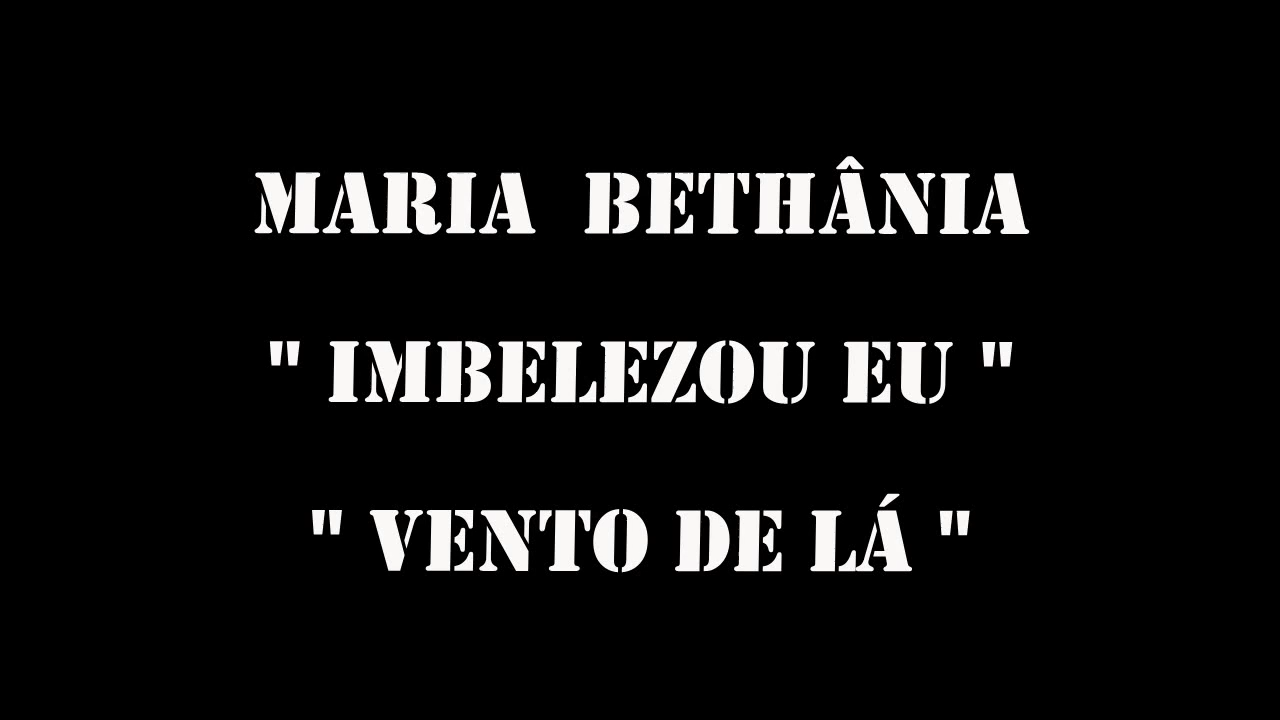 MARIA BETHÂNIA
" IMBELEZOU EU "
" VENTO DE LÁ "